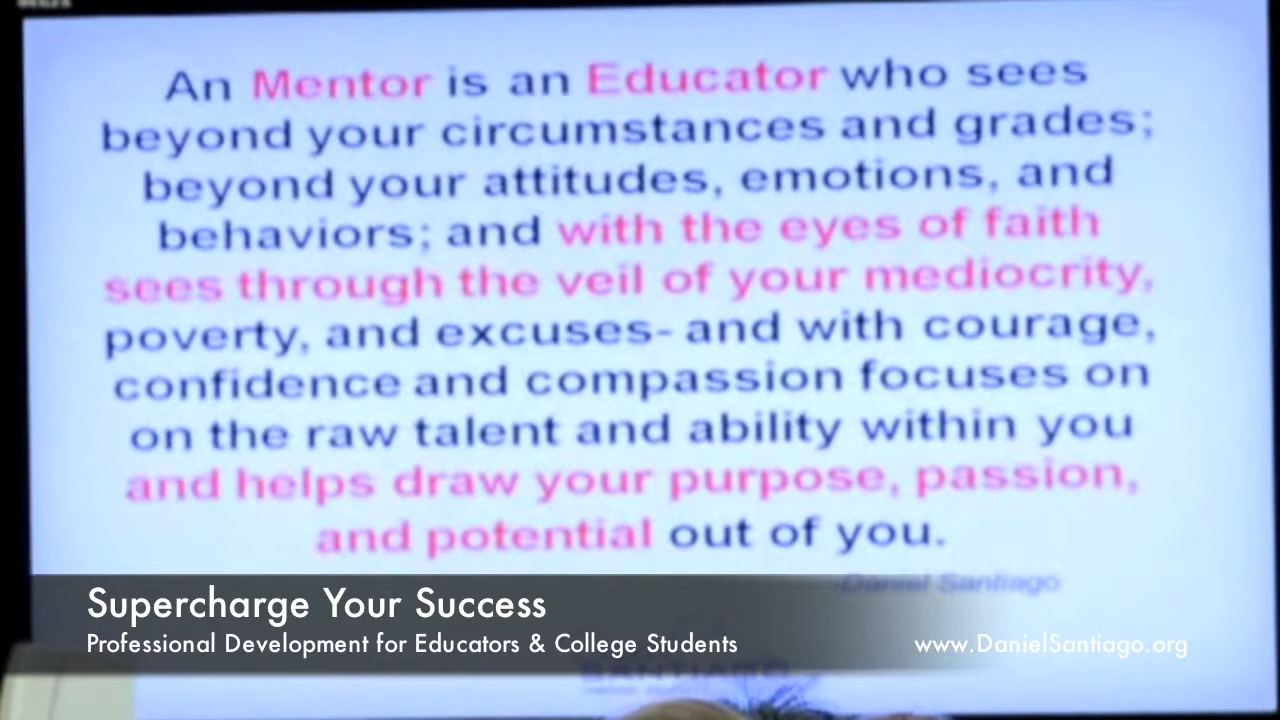 An Mentor is an Educator who sees
beyond your circumstances and grades;
beyond your attitudes, emotions, and
behaviors; and with the eyes of faith
sees through the veil of your mediocrity,
poverty, and excuses- and with courage,
confidence and compassion focuses on
on the raw talent and ability within you
and helps draw your purpose, passion,
and potential out of you.
-Daniel Santiago
Supercharge Your Success
Professional Development for Educators & College Students
www.DanielSantiago.org
SANTIAGO